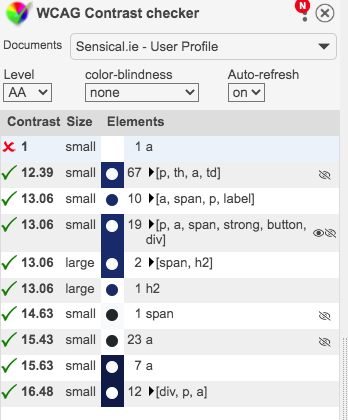 WCAG Contrast checker
N
Documents Sensical.ie - User Profile
Level color-blindness Auto-refresh
AA none on
Contrast Size Elements
1 small 1 a
12.39 small 67 [p, th, a, td]
13.06 small 10 [a, span, p, label]
13.06 small 19 [p, a, span, strong, button,
div]
13.06 large 2 [span, h2]
13.06 large 1 h2
14.63 small 1 span
15.43 small 23 a
15.63 small 7 a
16.48 small 12 [div, p, a]